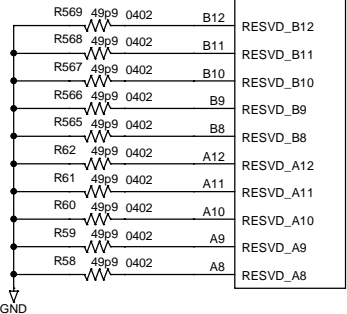 R569 49p9 0402 B12 RESVD_B12
R568 49p9 0402 B11 RESVD_B11
R567 49p9 0402 B10 RESVD_B10
R566 49p9 0402 B9 RESVD_B9
R565 49p9 0402 B8 RESVD_B8
R62 49p9 0402 A12 RESVD_A12
R61 49p9 0402 A11 RESVD_A11
R60 49p9 0402 A10 RESVD_A10
R59 49p9 0402 A9 RESVD_A9
R58 49p9 0402 A8 RESVD_A8
GND